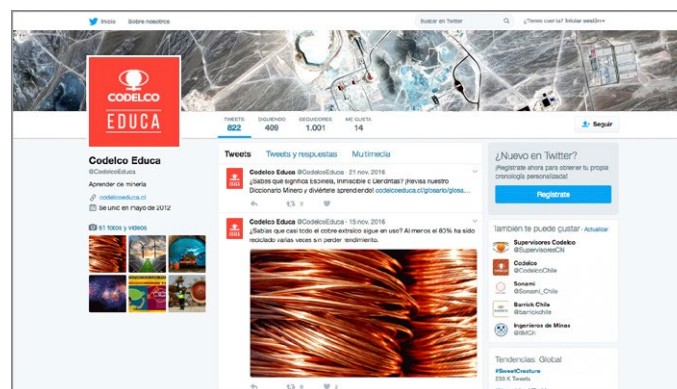 Inicio Sobre nosotros
Buscar en Twitter
¿Tienes cuenta? Iniciar sesión
CODELCO
EDUCA
TWEETS SIGUIENDO SEGUIDORES ME GUSTA
822 409 1.001 14
Seguir
Codelco Educa
@CodelcoEduca
Aprender de minería
codelcoeduca.cl
Se unió en mayo de 2012
61 fotos y videos
Tweets Tweets y respuestas Multimedia
Codelco Educa @CodelcoEduca · 21 nov. 2016
¿Sabes qué significa Escinela, Inmiscible o Dendritas? ¡Revisa nuestro
Diccionario Minero y diviértete aprendiendo! codelcoeduca.cl/glosario/glosa...
Codelco Educa @CodelcoEduca · 15 nov. 2016
¿Sabías que casi todo el cobre extraído sigue en uso? Al menos el 80% ha sido
reciclado varias veces sin perder rendimiento.
¿Nuevo en Twitter?
¡Regístrate ahora para obtener tu propia
cronología personalizada!
Regístrate
También te puede gustar · Actualizar
Supervisores Codelco
@SupervisoresCN
Codelco
@CodelcoChile
Sonami
@Sonami_Chile
Barrick Chile
@barrickchile
Ingenieros de Minas
@IIMCh
Tendencias: Global
#SweetCreature